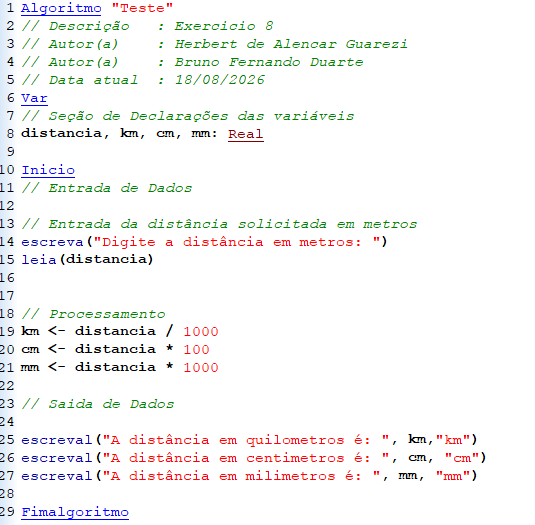 1 Algoritmo "Teste"
2 // Descrição   : Exercicio 8
3 // Autor(a)    : Herbert de Alencar Guarezi
4 // Autor(a)    : Bruno Fernando Duarte
5 // Data atual  : 18/08/2026
6 Var
7 // Seção de Declarações das variáveis
8 distancia, km, cm, mm: Real
9
10 Inicio
11 // Entrada de Dados
12
13 // Entrada da distância solicitada em metros
14 escreva("Digite a distância em metros: ")
15 leia(distancia)
16
17
18 // Processamento
19 km <- distancia / 1000
20 cm <- distancia * 100
21 mm <- distancia * 1000
22
23 // Saida de Dados
24
25 escreval("A distância em quilometros é: ", km,"km")
26 escreval("A distância em centimetros é: ", cm, "cm")
27 escreval("A distância em milimetros é: ", mm, "mm")
28
29 Fimalgoritmo